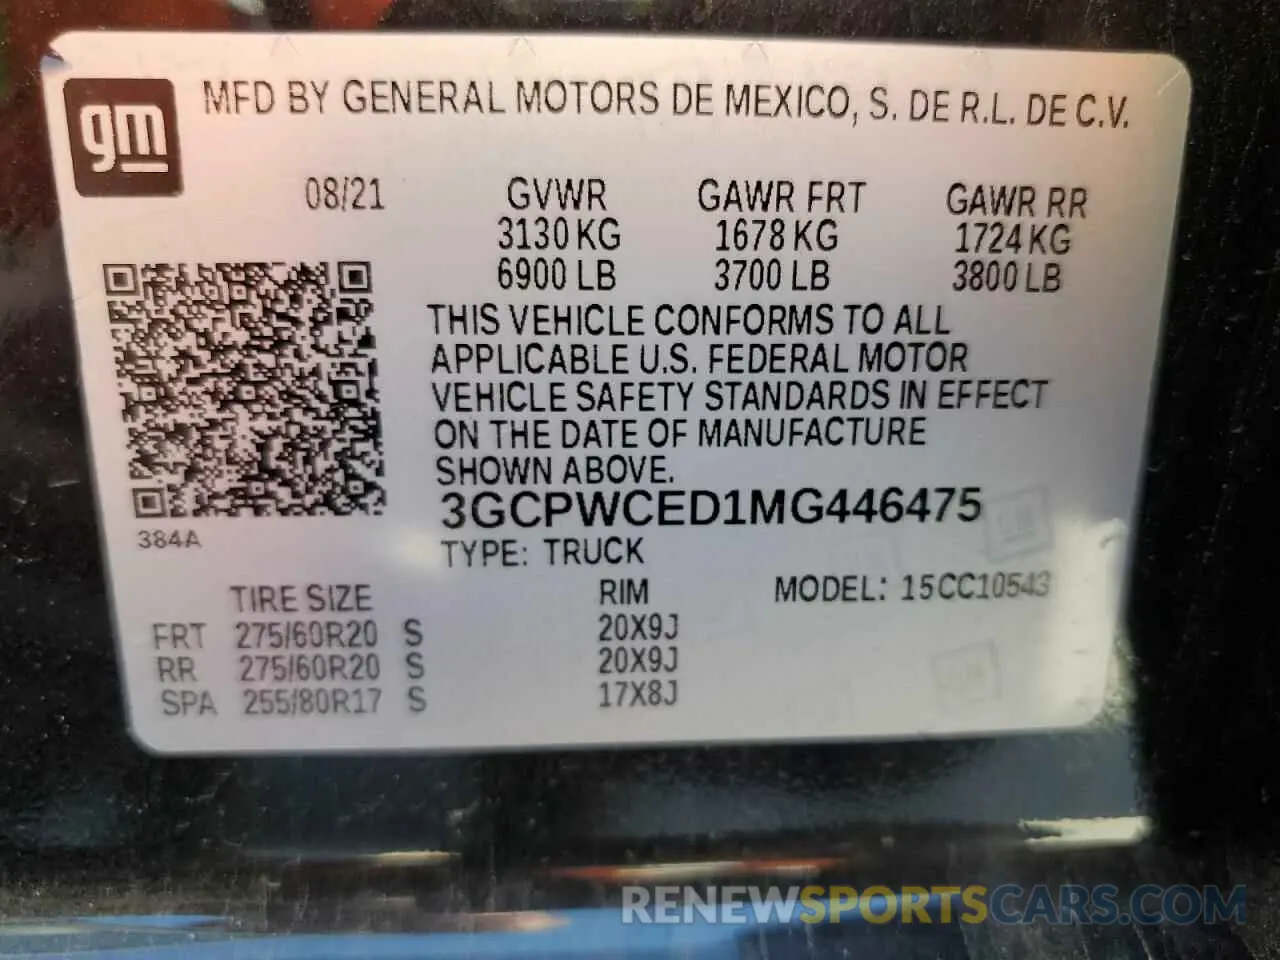 gm
MFD BY GENERAL MOTORS DE MEXICO, S. DE R.L. DE C.V.
08/21 GVWR GAWR FRT GAWR RR
3130 KG 1678 KG 1724 KG
6900 LB 3700 LB 3800 LB
THIS VEHICLE CONFORMS TO ALL
APPLICABLE U.S. FEDERAL MOTOR
VEHICLE SAFETY STANDARDS IN EFFECT
ON THE DATE OF MANUFACTURE
SHOWN ABOVE.
3GCPWCED1MG446475
384A
TYPE: TRUCK
TIRE SIZE RIM MODEL: 15CC10543
FRT 275/60R20 S 20X9J
RR 275/60R20 S 20X9J
SPA 255/80R17 S 17X8J
RENEWSPORTSCARS.COM